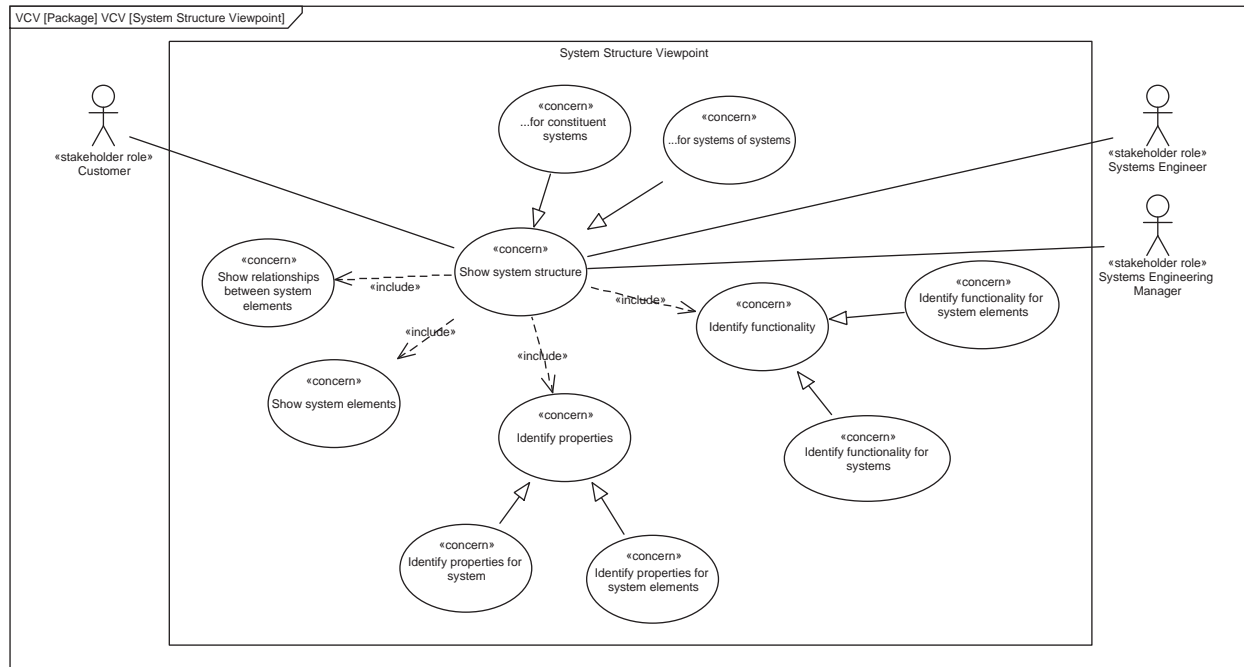 VCV [Package] VCV [System Structure Viewpoint]
System Structure Viewpoint
«concern»
...for constituent
systems
«concern»
...for systems of systems
«stakeholder role»
Customer
«stakeholder role»
Systems Engineer
«concern»
Show system structure
«concern»
Show relationships
between system
elements
«include»
«stakeholder role»
Systems Engineering
Manager
«concern»
Identify functionality for
system elements
«include»
«concern»
Identify functionality
«include»
«include»
«concern»
Show system elements
«concern»
Identify properties
«concern»
Identify functionality for
systems
«concern»
Identify properties for
system
«concern»
Identify properties for
system elements